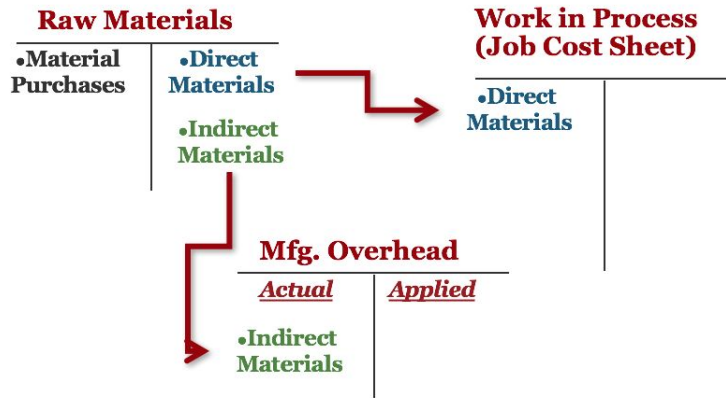 Raw Materials
•Material
Purchases
•Direct
Materials
•Indirect
Materials
Work in Process
(Job Cost Sheet)
•Direct
Materials
Mfg. Overhead
Actual
Applied
•Indirect
Materials